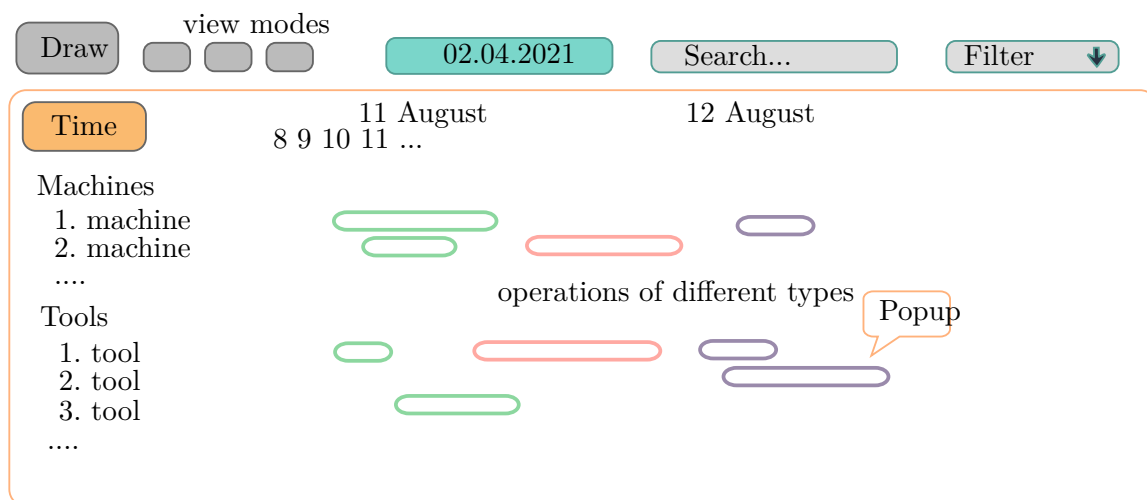 view modes
Draw
02.04.2021
Search...
Filter
Time
11 August
12 August
8 9 10 11 ...
Machines
1. machine
2. machine
....
operations of different types
Popup
Tools
1. tool
2. tool
3. tool
....